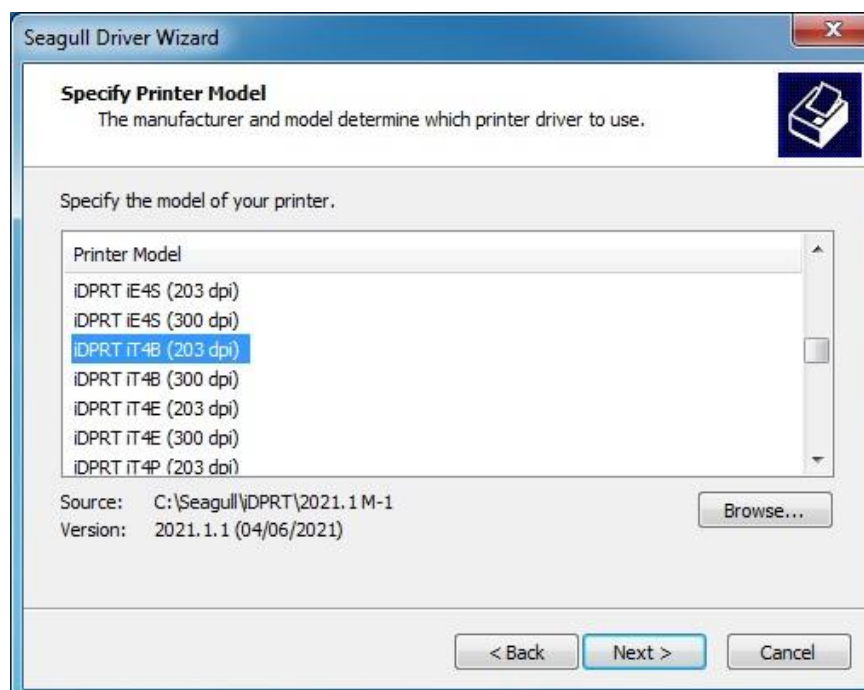 Seagull Driver Wizard
Specify Printer Model
The manufacturer and model determine which printer driver to use.
Specify the model of your printer.
Printer Model
iDPRT iE4S (203 dpi)
iDPRT iE4S (300 dpi)
iDPRT iT4B (203 dpi)
iDPRT iT4B (300 dpi)
iDPRT iT4E (203 dpi)
iDPRT iT4E (300 dpi)
iDPRT iT4P (203 dpi)
Source: C:\Seagull\iDPRT\2021.1 M-1
Browse...
Version: 2021.1.1 (04/06/2021)
< Back Next > Cancel